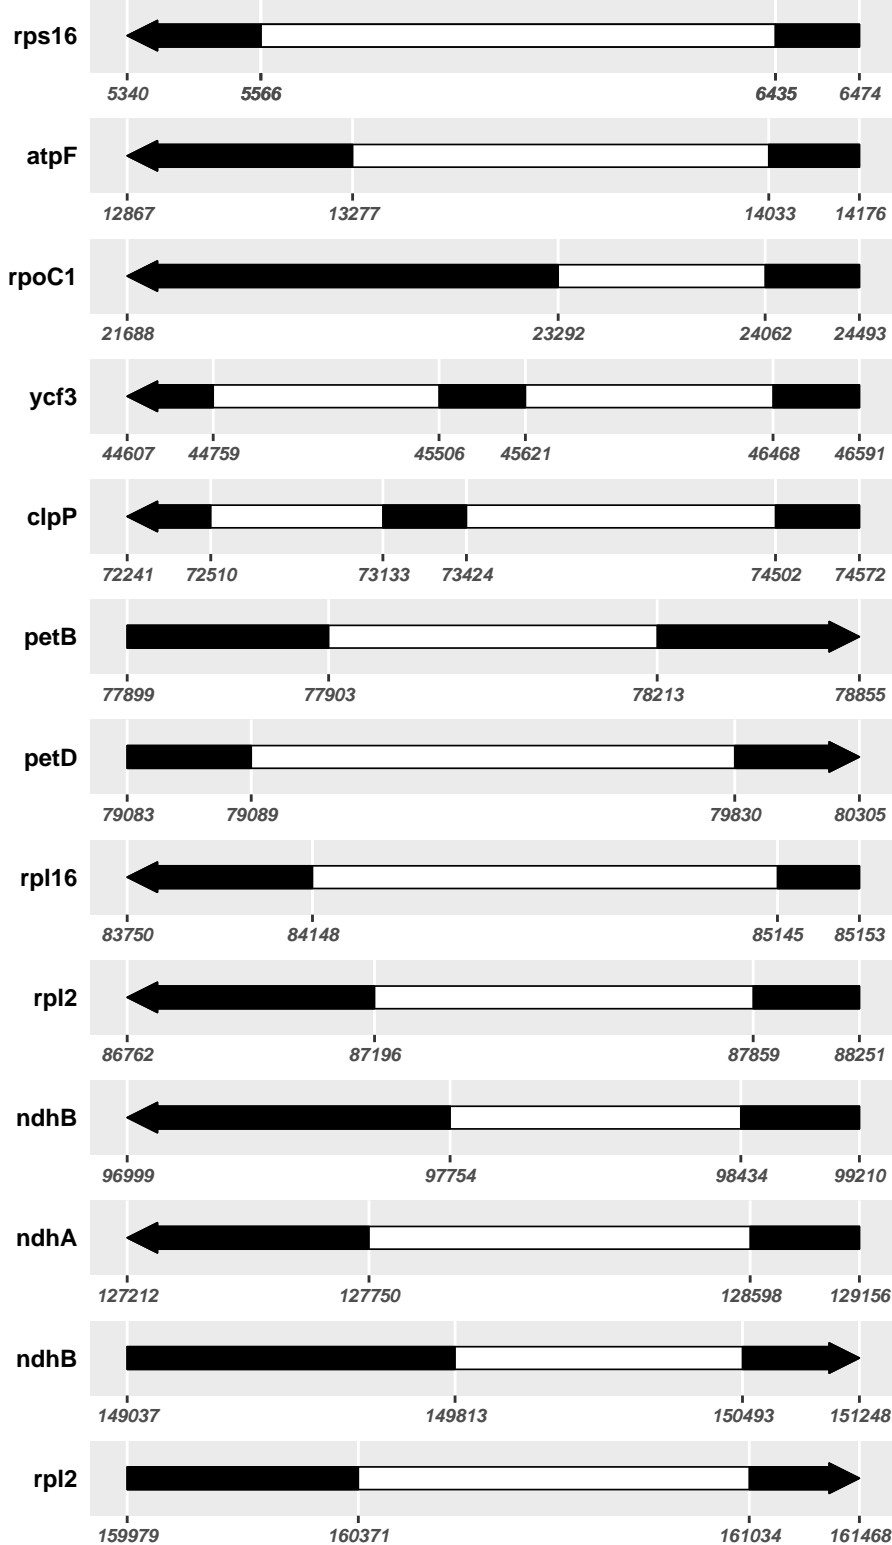 rps16
5340 5566 6435 6474
atpF
12867 13277 14033 14176
rpoC1
21688 23292 24062 24493
ycf3
44607 44759 45506 45621 46468 46591
clpP
72241 72510 73133 73424 74502 74572
petB
77899 77903 78213 78855
petD
79083 79089 79830 80305
rpl16
83750 84148 85145 85153
rpl2
86762 87196 87859 88251
ndhB
96999 97754 98434 99210
ndhA
127212 127750 128598 129156
ndhB
149037 149813 150493 151248
rpl2
159979 160371 161034 161468